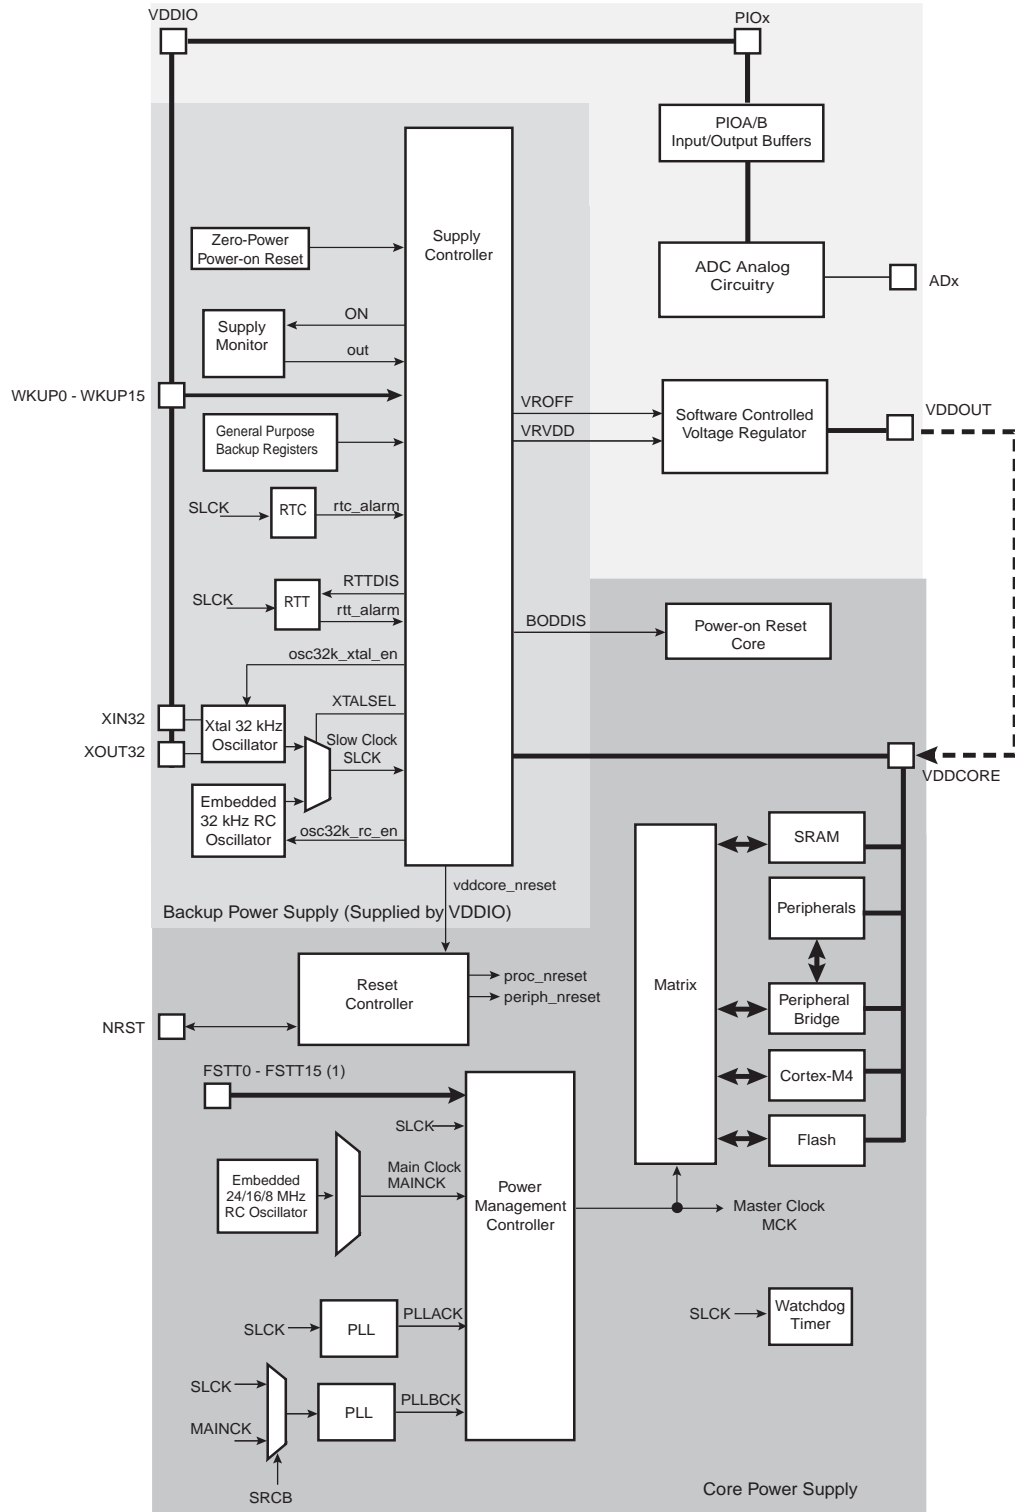 VDDIO
PIOx
PIOA/B
Input/Output Buffers
Supply
Controller
Zero-Power
Power-on Reset
ADC Analog
Circuitry
ADx
ON
Supply
Monitor
out
WKUP0 - WKUP15
VROFF
VRVDD
Software Controlled
Voltage Regulator
VDDOUT
General Purpose
Backup Registers
SLCK
RTC
rtc_alarm
RTTDIS
SLCK
RTT
rtt_alarm
BODDIS
Power-on Reset
Core
osc32k_xtal_en
XTALSEL
XIN32
XOUT32
Xtal 32 kHz
Oscillator
Slow Clock
SLCK
VDDCORE
Embedded
32 kHz RC
Oscillator
osc32k_rc_en
SRAM
vddcore_nreset
Backup Power Supply (Supplied by VDDIO)
Peripherals
Reset
Controller
proc_nreset
periph_nreset
Matrix
Peripheral
Bridge
NRST
FSTT0 - FSTT15 (1)
Cortex-M4
SLCK
Flash
Embedded
24/16/8 MHz
RC Oscillator
Main Clock
MAINCK
Power
Management
Controller
Master Clock
MCK
SLCK
PLL
PLLACK
SLCK
Watchdog
Timer
SLCK
MAINCK
PLL
PLLBCK
SRCB
Core Power Supply